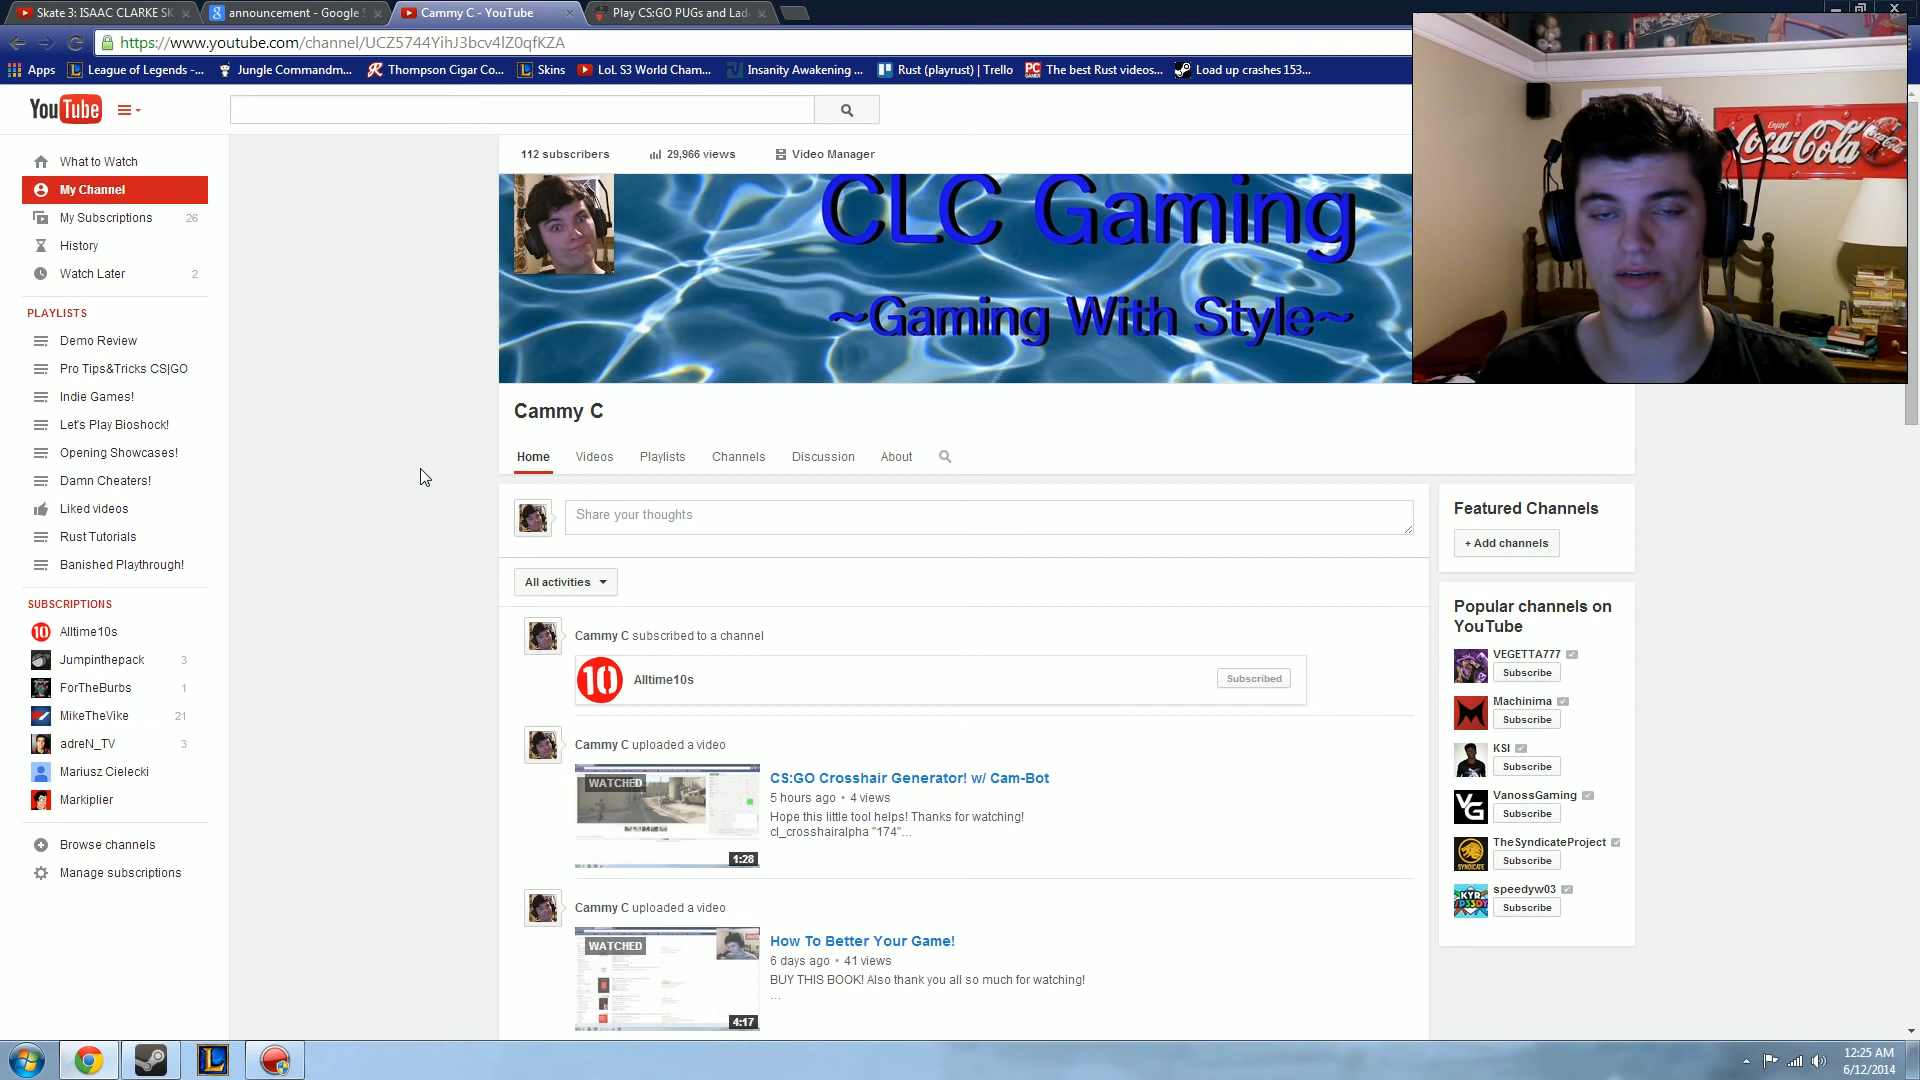 Skate 3: ISAAC CLARKE SK
announcement - Google S
Cammy C - YouTube
Play CS:GO PUGs and Lad
https://www.youtube.com/channel/UCZ5744YihJ3bcv4lZ0qfKZA
Apps
League of Legends -...
Jungle Commandm...
Thompson Cigar Co...
Skins
LoL S3 World Cham...
Insanity Awakening ...
Rust (playrust) | Trello
The best Rust videos...
Load up crashes 153...
YouTube
112 subscribers
29,966 views
Video Manager
Enjoy!
Coca-Cola
What to Watch
My Channel
My Subscriptions 26
History
Watch Later 2
PLAYLISTS
Demo Review
Pro Tips&Tricks CS|GO
Indie Games!
Let's Play Bioshock!
Opening Showcases!
Damn Cheaters!
Liked videos
Rust Tutorials
Banished Playthrough!
SUBSCRIPTIONS
Alltime10s
Jumpinthepack 3
ForTheBurbs 1
MikeTheVike 21
adreN_TV 3
Mariusz Cielecki
Markiplier
Browse channels
Manage subscriptions
CLC Gaming
~Gaming With Style~
Cammy C
Home
Videos
Playlists
Channels
Discussion
About
Share your thoughts
All activities
Cammy C subscribed to a channel
10
Alltime10s
Subscribed
Cammy C uploaded a video
WATCHED
1:28
CS:GO Crosshair Generator! w/ Cam-Bot
5 hours ago • 4 views
Hope this little tool helps! Thanks for watching!
cl_crosshairalpha "174"...
Cammy C uploaded a video
WATCHED
4:17
How To Better Your Game!
6 days ago • 41 views
BUY THIS BOOK! Also thank you all so much for watching!
...
Featured Channels
+ Add channels
Popular channels on
YouTube
VEGETTA777
Subscribe
Machinima
Subscribe
KSI
Subscribe
VanossGaming
Subscribe
TheSyndicateProject
Subscribe
speedyw03
Subscribe
12:25 AM
6/12/2014